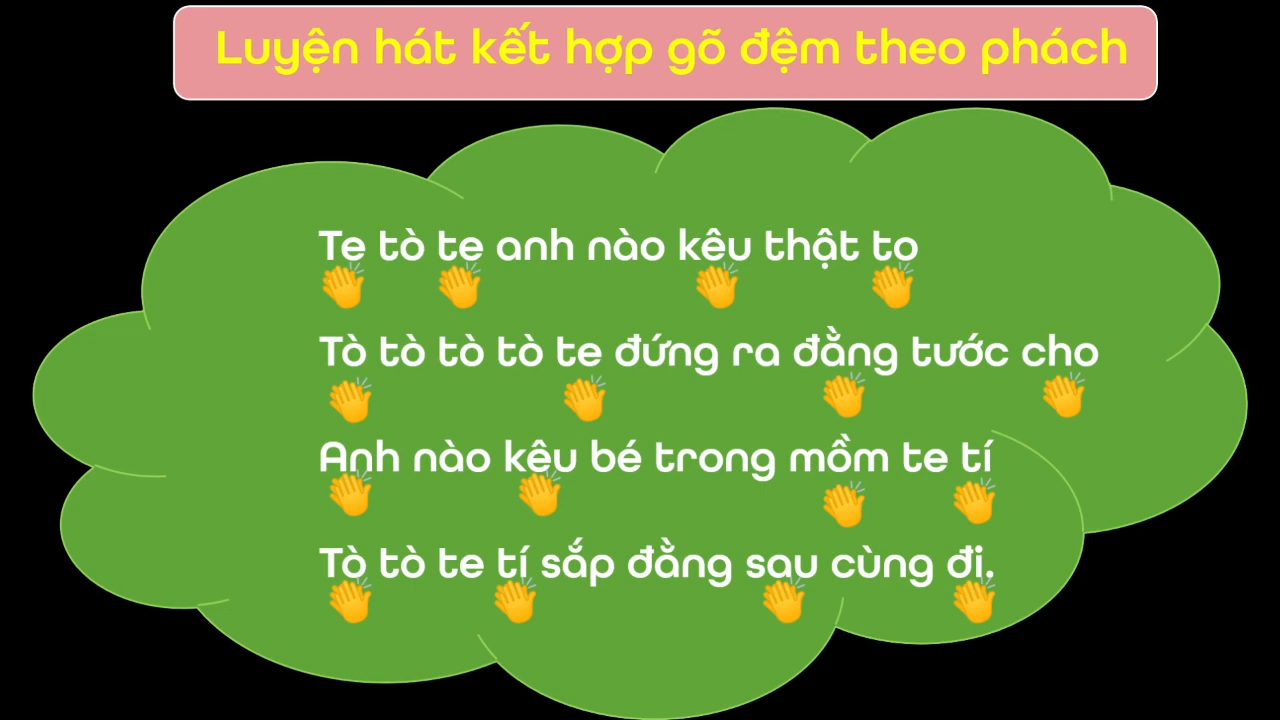 Luyện hát kết hợp gõ đệm theo phách
Te tò te anh nào kêu thật to
Tò tò tò tò te đứng ra đằng tước cho
Anh nào kêu bé trong mồm te tí
Tò tò te tí sắp đằng sau cùng đi.